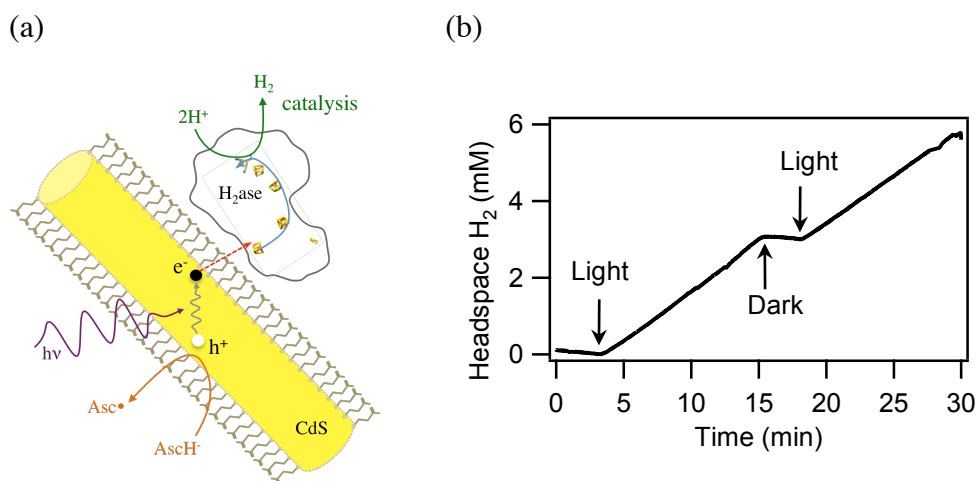 (a)
H₂
catalysis
2H⁺
H₂ase
e⁻
hν
h⁺
Asc•
AscH⁻
CdS
(b)
Headspace H₂ (mM)
6
4
2
0
Light
Dark
Light
0
5
10
15
20
25
30
Time (min)